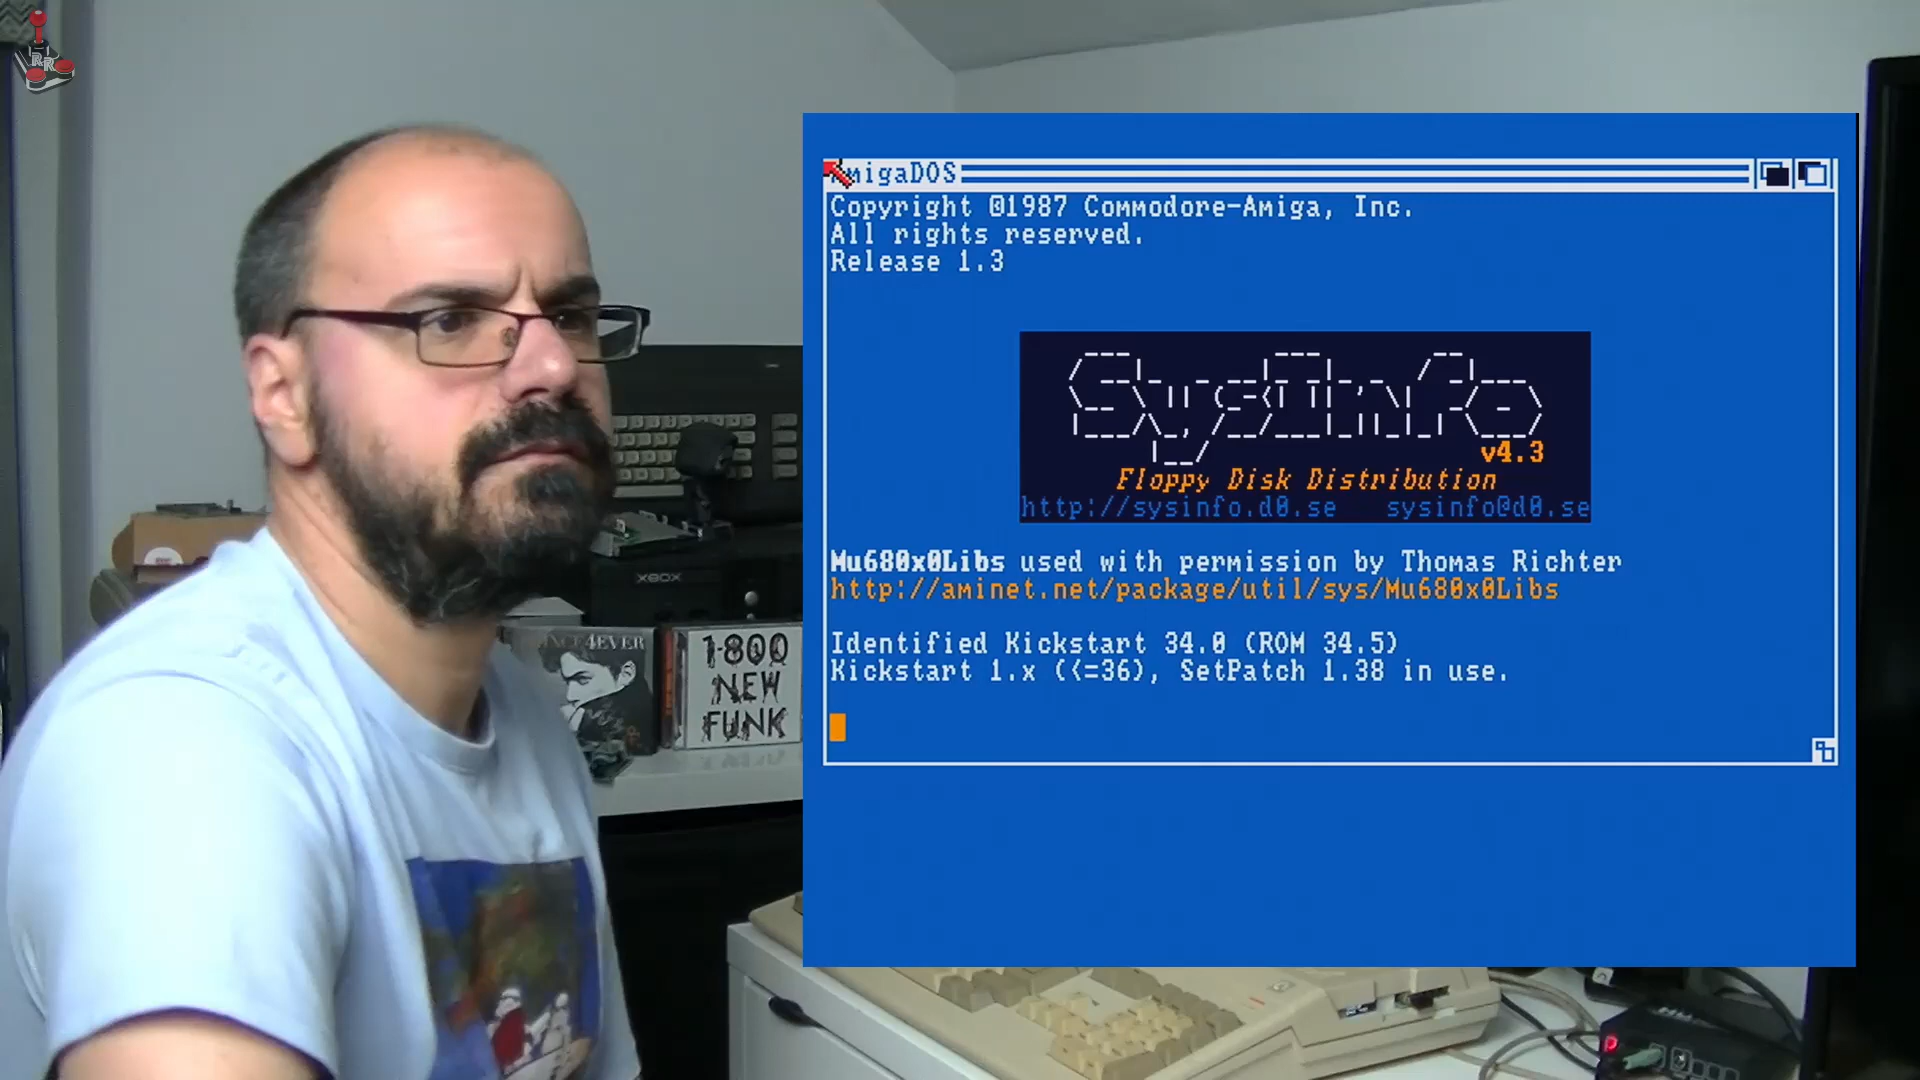 AmigaDOS
Copyright ©1987 Commodore-Amiga, Inc.
All rights reserved.
Release 1.3
SysInfo
v4.3
Floppy Disk Distribution
http://sysinfo.d0.se sysinfo@d0.se
Mu680x0Libs used with permission by Thomas Richter
http://aminet.net/package/util/sys/Mu680x0Libs
Identified Kickstart 34.0 (ROM 34.5)
Kickstart 1.x (<=36), SetPatch 1.38 in use.
RR
XBOX
4EVER
1-800
NEW
FUNK